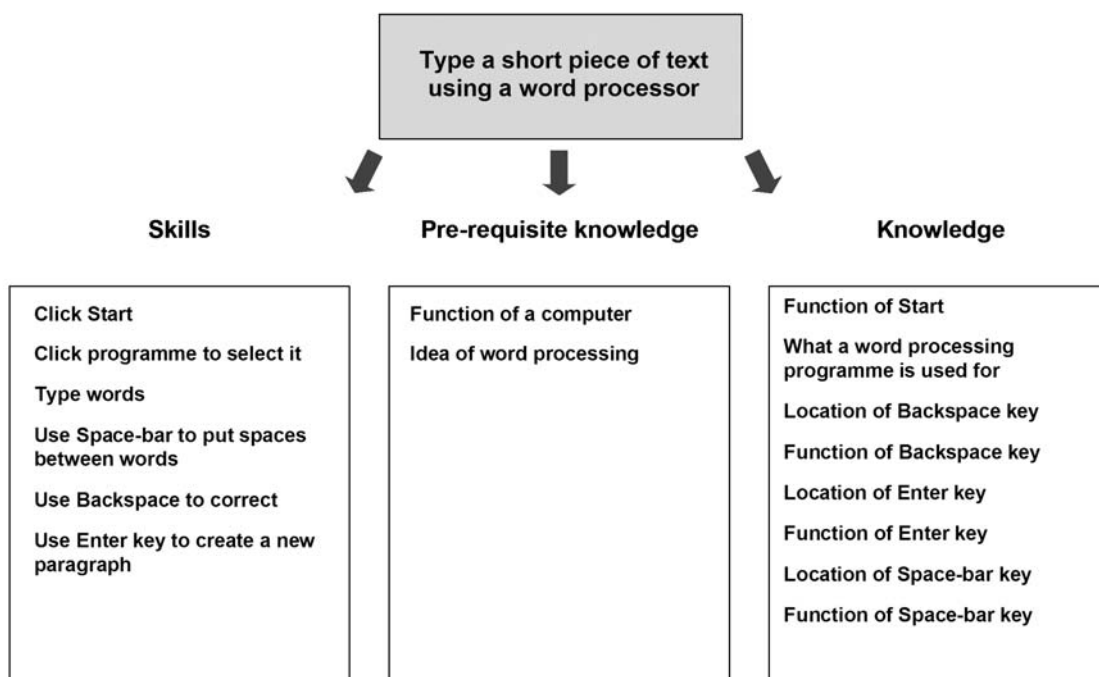 Type a short piece of text
using a word processor
Skills
Pre-requisite knowledge
Knowledge
Click Start
Click programme to select it
Type words
Use Space-bar to put spaces
between words
Use Backspace to correct
Use Enter key to create a new
paragraph
Function of a computer
Idea of word processing
Function of Start
What a word processing
programme is used for
Location of Backspace key
Function of Backspace key
Location of Enter key
Function of Enter key
Location of Space-bar key
Function of Space-bar key